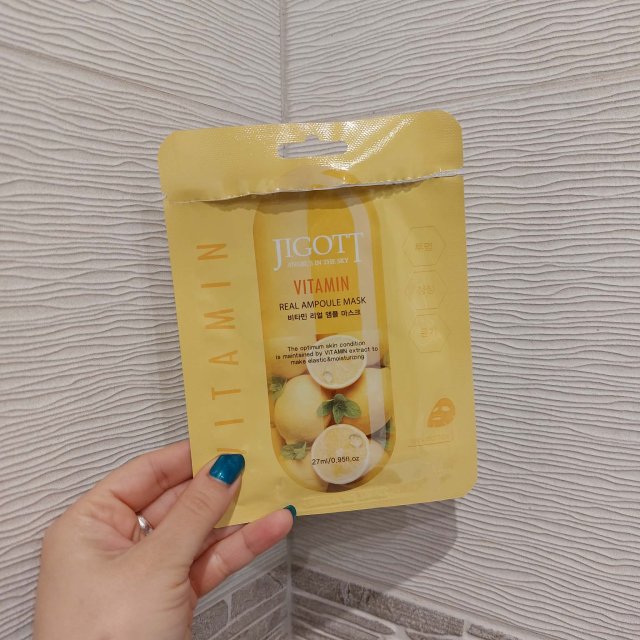 JIGOTT
VITAMIN
REAL AMPOULE MASK
비타민 리얼 앰플 마스크
The optimum skin condition
is maintained by VITAMIN extract to
make elastic&moisturizing
27ml/0.95fl.oz
VITAMIN